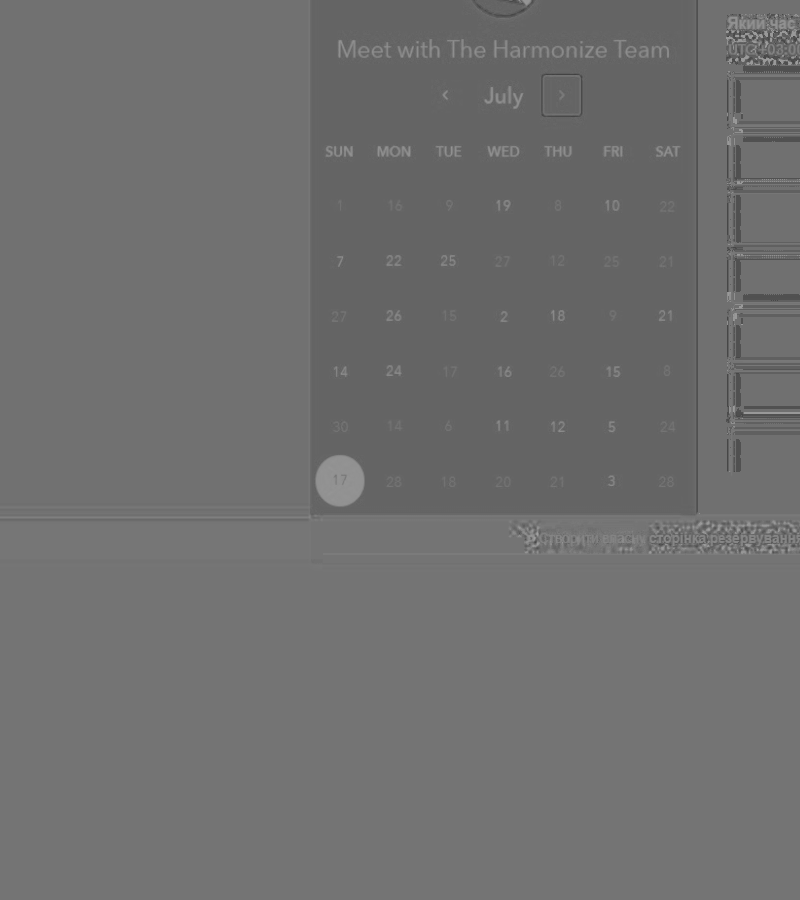 Який час
UTC+03:00
Meet with The Harmonize Team
July
SUN MON TUE WED THU FRI SAT
1 16 9 19 8 10 22
7 22 25 27 12 25 21
27 26 15 2 18 9 21
14 24 17 16 26 15 8
30 14 6 11 12 5 24
17 28 18 20 21 3 28
Створити власну сторінка резервування